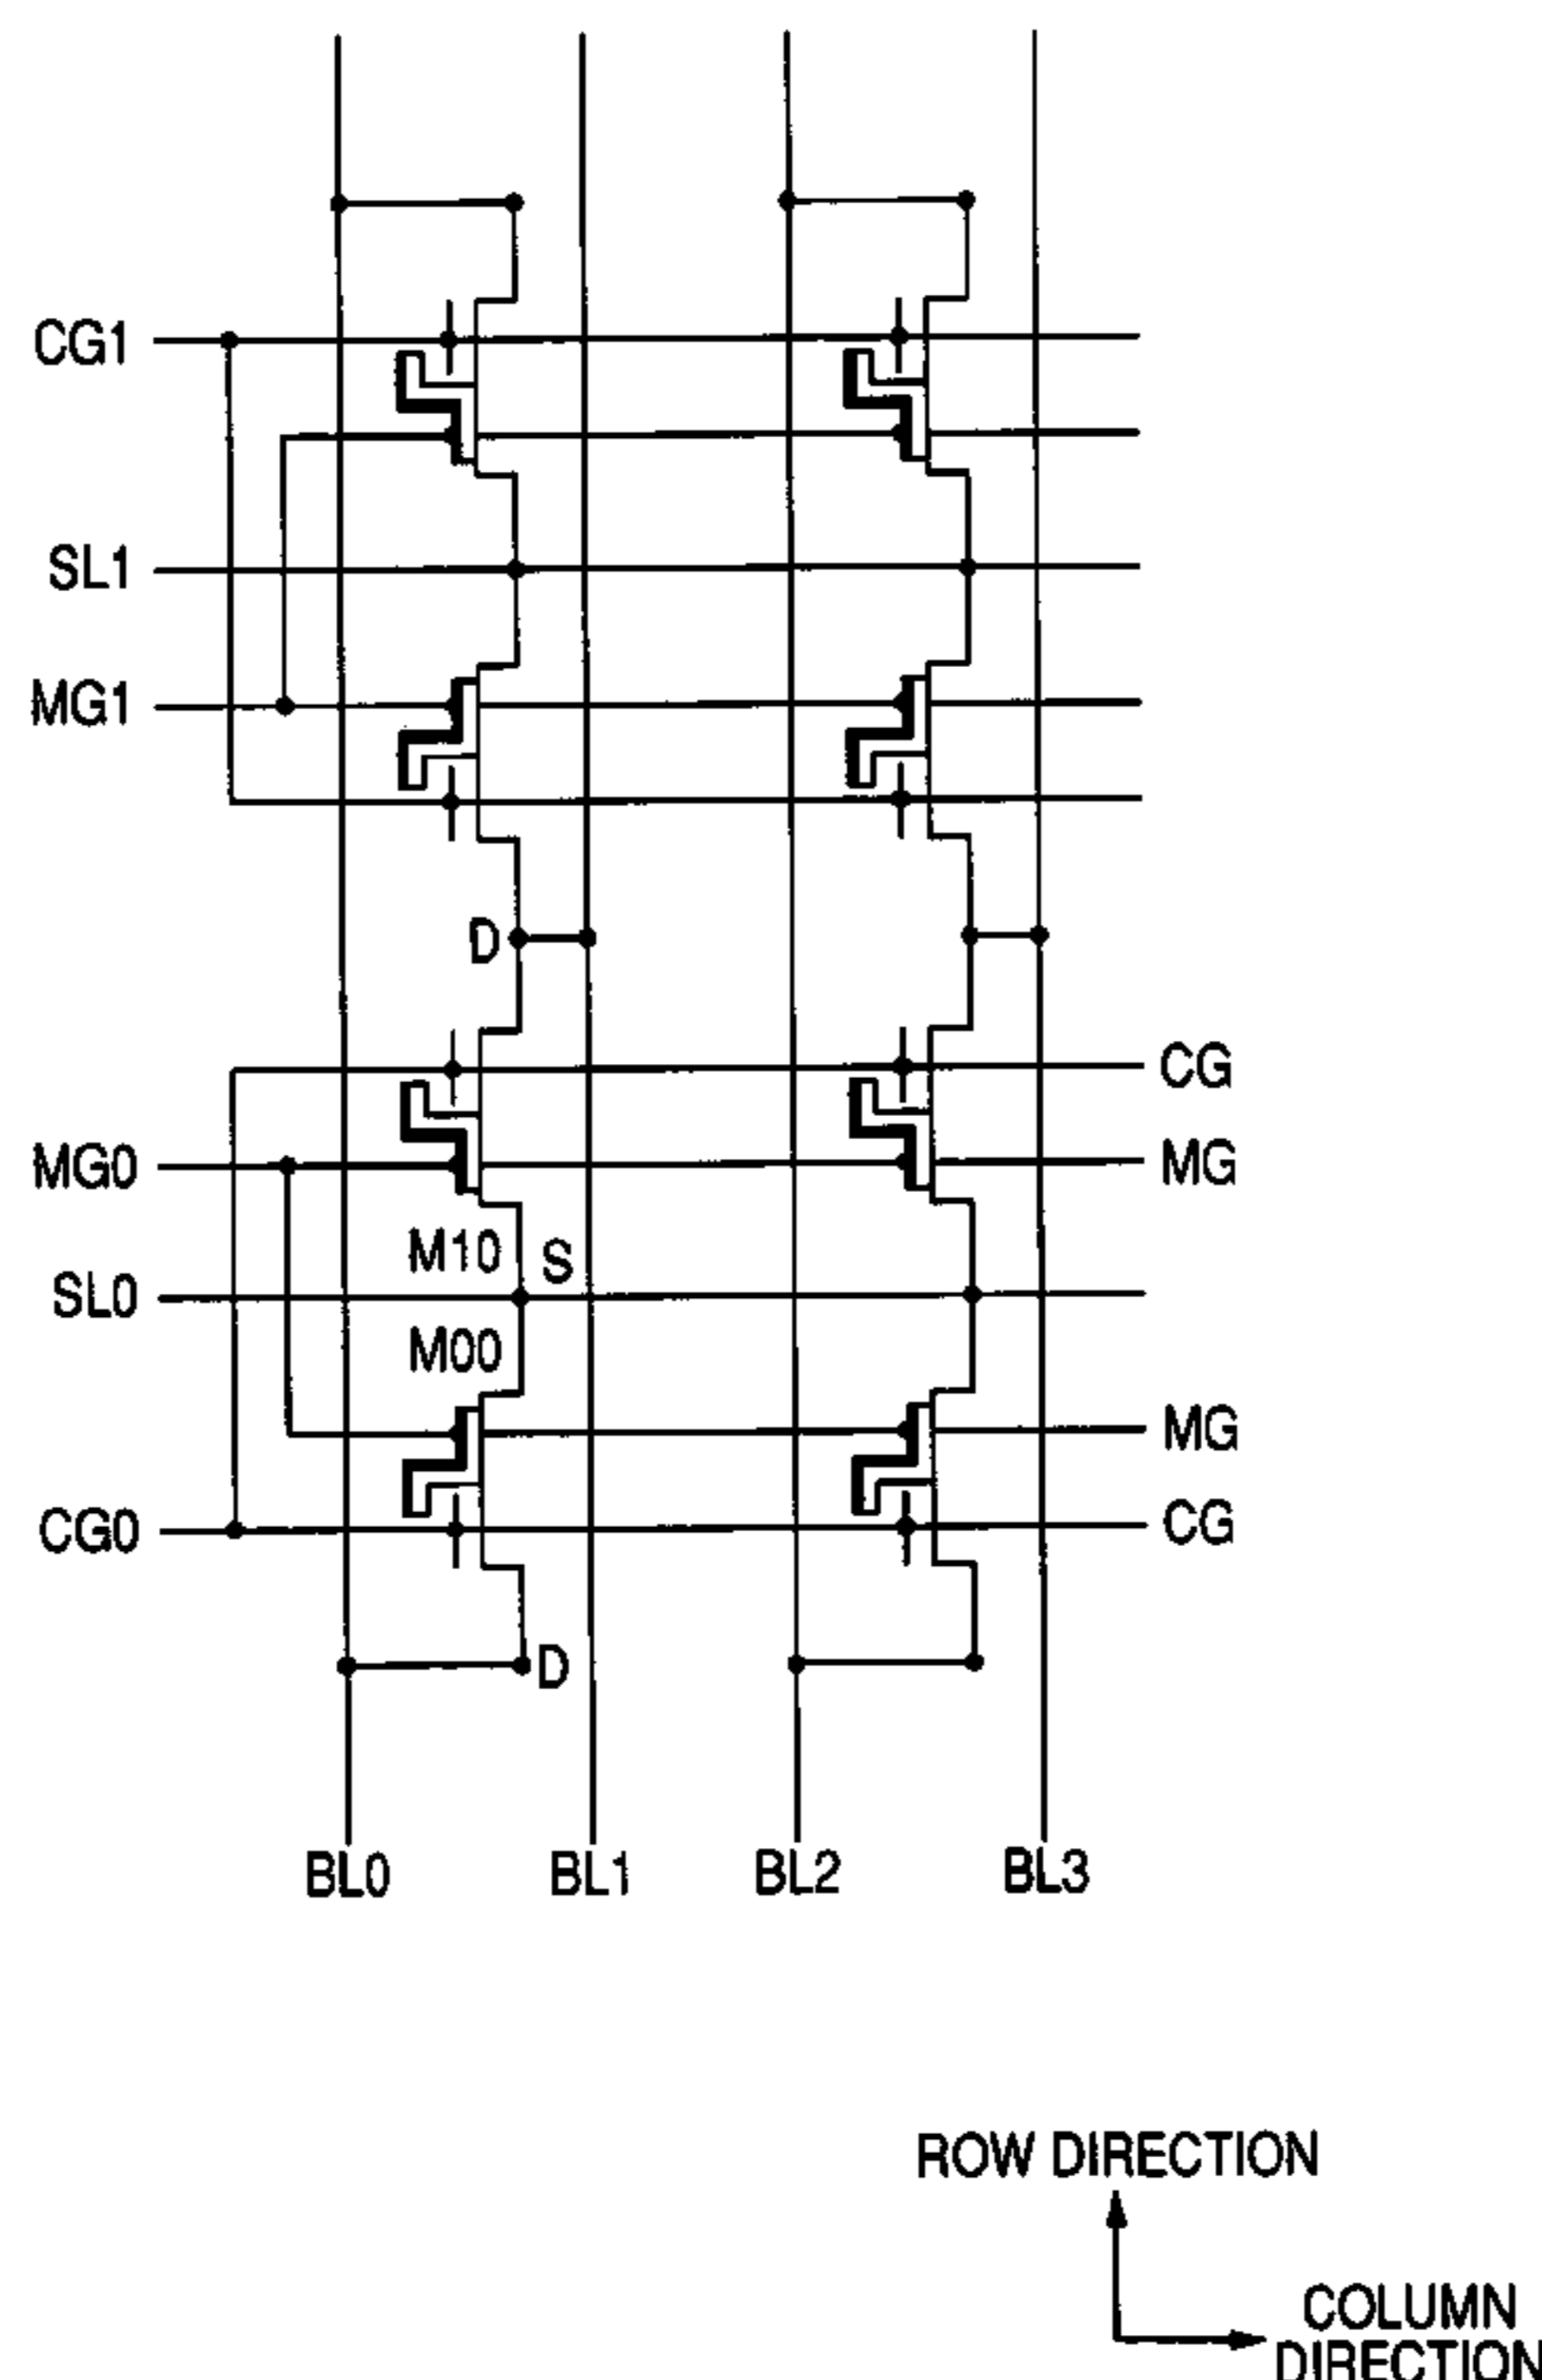 CG1
SL1
MG1
D
CG
MG0
MG
M10
S
SL0
M00
MG
CG0
CG
D
BL0
BL1
BL2
BL3
ROW DIRECTION
COLUMN
DIRECTION